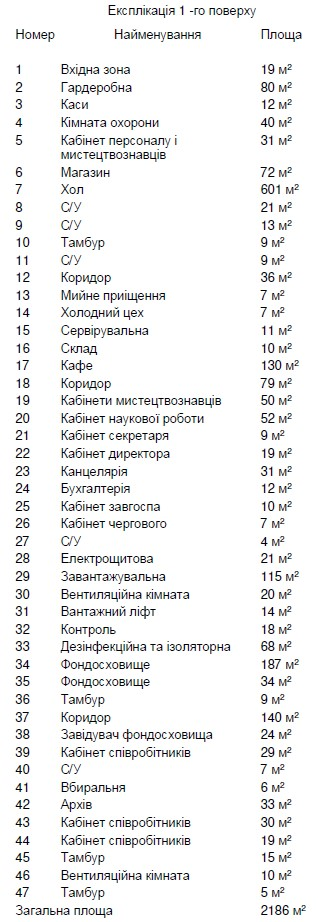 Експлікація 1 -го поверху
Номер Найменування Площа
1 Вхідна зона 19 м²
2 Гардеробна 80 м²
3 Каси 12 м²
4 Кімната охорони 40 м²
5 Кабінет персоналу і 31 м²
мистецтвознавців
6 Магазин 72 м²
7 Хол 601 м²
8 С/У 21 м²
9 С/У 13 м²
10 Тамбур 9 м²
11 С/У 9 м²
12 Коридор 36 м²
13 Мийне приіщення 7 м²
14 Холодний цех 7 м²
15 Сервірувальна 11 м²
16 Склад 10 м²
17 Кафе 130 м²
18 Коридор 79 м²
19 Кабінети мистецтвознавців 50 м²
20 Кабінет наукової роботи 52 м²
21 Кабінет секретаря 9 м²
22 Кабінет директора 19 м²
23 Канцелярія 31 м²
24 Бухгалтерія 12 м²
25 Кабінет завгоспа 10 м²
26 Кабінет чергового 7 м²
27 С/У 4 м²
28 Електрощитова 21 м²
29 Завантажувальна 115 м²
30 Вентиляційна кімната 20 м²
31 Вантажний ліфт 14 м²
32 Контроль 18 м²
33 Дезінфекційна та ізоляторна 68 м²
34 Фондосховище 187 м²
35 Фондосховище 34 м²
36 Тамбур 9 м²
37 Коридор 140 м²
38 Завідувач фондосховища 24 м²
39 Кабінет співробітників 29 м²
40 С/У 7 м²
41 Вбиральня 6 м²
42 Архів 33 м²
43 Кабінет співробітників 30 м²
44 Кабінет співробітників 19 м²
45 Тамбур 15 м²
46 Вентиляційна кімната 10 м²
47 Тамбур 5 м²
Загальна площа 2186 м²